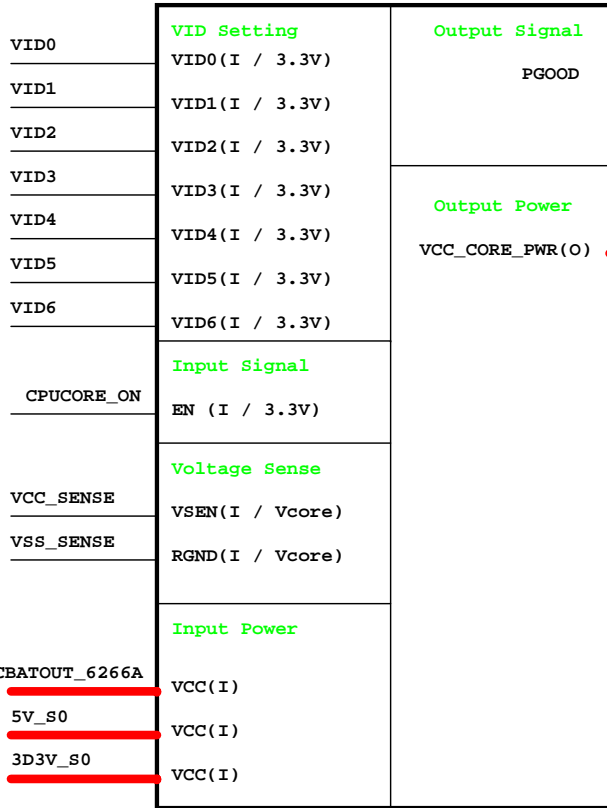 VID Setting
VID0
VID0(I / 3.3V)
VID1
VID1(I / 3.3V)
VID2
VID2(I / 3.3V)
VID3
VID3(I / 3.3V)
VID4
VID4(I / 3.3V)
VID5
VID5(I / 3.3V)
VID6
VID6(I / 3.3V)
Input Signal
CPUCORE_ON
EN (I / 3.3V)
Voltage Sense
VCC_SENSE
VSEN(I / Vcore)
VSS_SENSE
RGND(I / Vcore)
Input Power
CBATOUT_6266A
VCC(I)
5V_S0
VCC(I)
3D3V_S0
VCC(I)
Output Signal
PGOOD
Output Power
VCC_CORE_PWR(O)